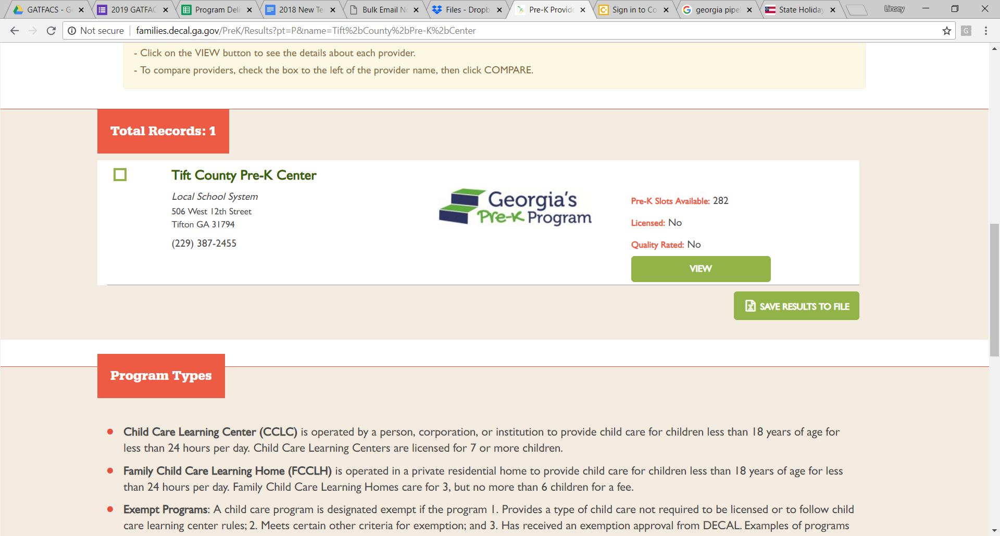 GATFACS - G
2019 GATFAC
Program Deli
2018 New Te
Bulk Email N
Files - Dropb
Pre-K Provid
Sign in to Co
georgia pipe
State Holiday
Linsey
Not secure
families.decal.ga.gov/PreK/Results?pt=P&name=Tift%2bCounty%2bPre-K%2bCenter
G
- Click on the VIEW button to see the details about each provider.
- To compare providers, check the box to the left of the provider name, then click COMPARE.
Total Records: 1
Tift County Pre-K Center
Local School System
506 West 12th Street
Tifton GA 31794
(229) 387-2455
Georgia's
Pre-K Program
Pre-K Slots Available: 282
Licensed: No
Quality Rated: No
VIEW
SAVE RESULTS TO FILE
Program Types
Child Care Learning Center (CCLC) is operated by a person, corporation, or institution to provide child care for children less than 18 years of age for
less than 24 hours per day. Child Care Learning Centers are licensed for 7 or more children.
Family Child Care Learning Home (FCCLH) is operated in a private residential home to provide child care for children less than 18 years of age for less
than 24 hours per day. Family Child Care Learning Homes care for 3, but no more than 6 children for a fee.
Exempt Programs: A child care program is designated exempt if the program 1. Provides a type of child care not required to be licensed or to follow child
care learning center rules; 2. Meets certain other criteria for exemption; and 3. Has received an exemption approval from DECAL. Examples of programs